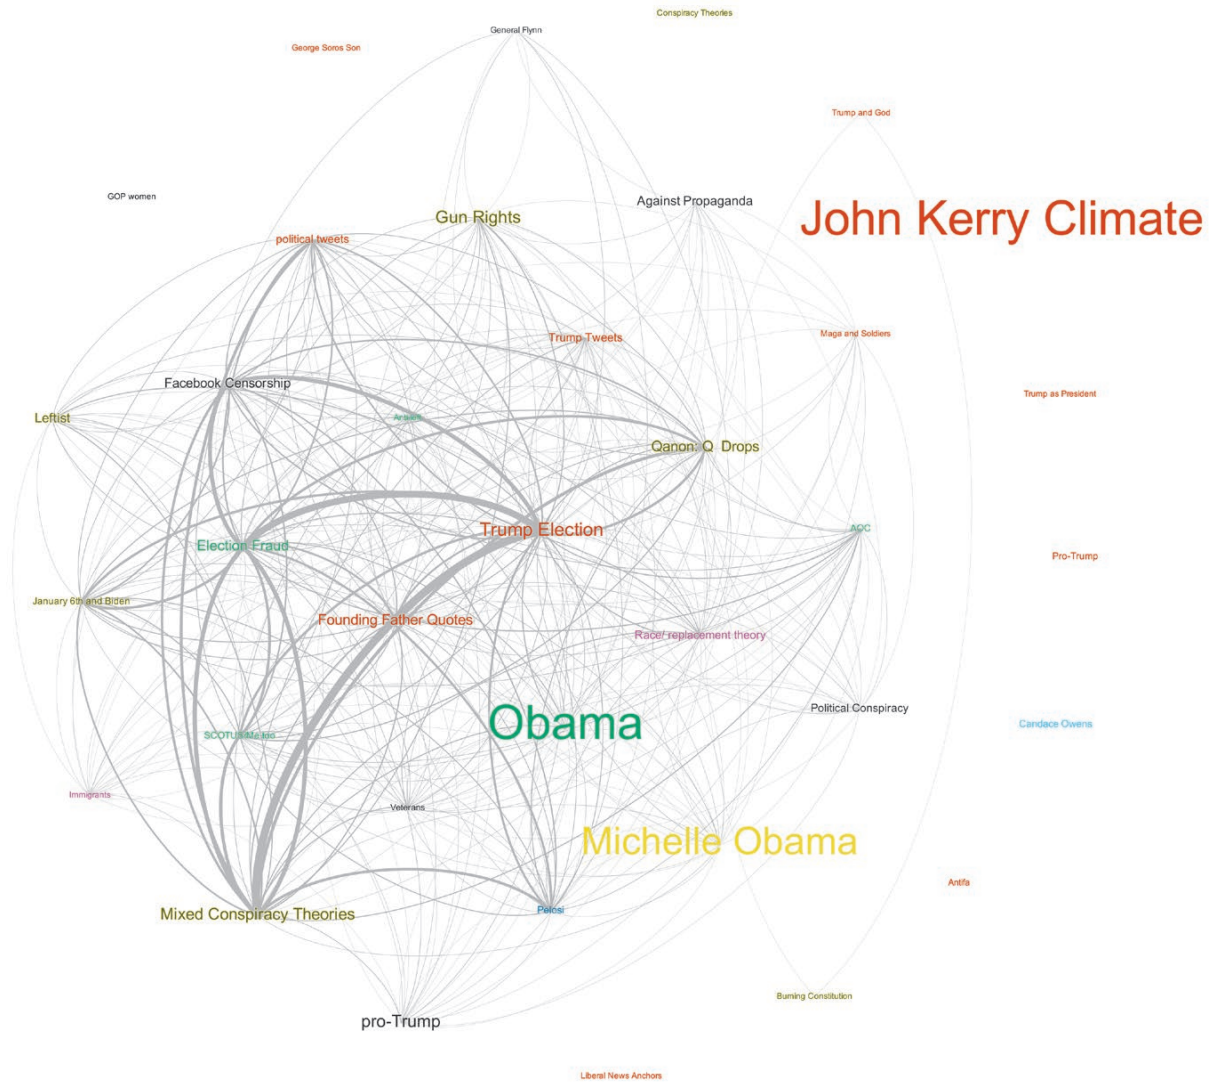 Conspiracy Theories
General Flynn
George Soros Son
Trump and God
GOP women
Against Propaganda
Gun Rights
John Kerry Climate
political tweets
Trump Tweets
Maga and Soldiers
Facebook Censorship
Trump as President
Leftist
Qanon: Q Drops
Trump Election
AOC
Election Fraud
Pro-Trump
January 6th and Biden
Founding Father Quotes
Race/ replacement theory
Political Conspiracy
Obama
Candace Owens
SCOTUS
Immigrants
Veterans
Michelle Obama
Antifa
Mixed Conspiracy Theories
Pelosi
Burning Constitution
pro-Trump
Liberal News Anchors